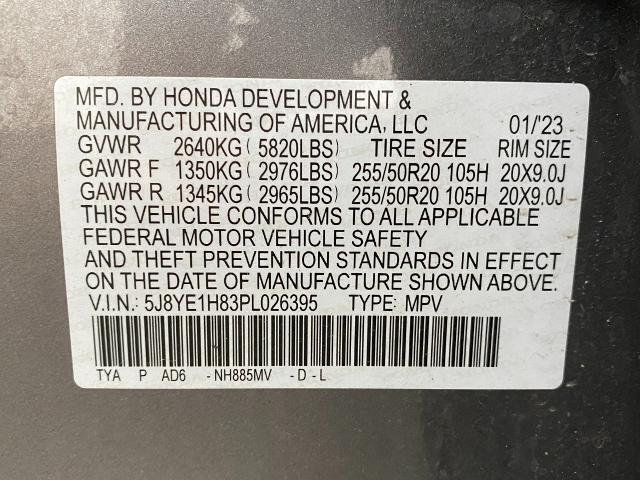 MFD. BY HONDA DEVELOPMENT &
MANUFACTURING OF AMERICA, LLC 01/'23
GVWR 2640KG( 5820LBS) TIRE SIZE RIM SIZE
GAWR F 1350KG( 2976LBS) 255/50R20 105H 20X9.0J
GAWR R 1345KG( 2965LBS) 255/50R20 105H 20X9.0J
THIS VEHICLE CONFORMS TO ALL APPLICABLE
FEDERAL MOTOR VEHICLE SAFETY
AND THEFT PREVENTION STANDARDS IN EFFECT
ON THE DATE OF MANUFACTURE SHOWN ABOVE.
V.I.N.: 5J8YE1H83PL026395 TYPE: MPV
TYA P AD6 -NH885MV -D-L